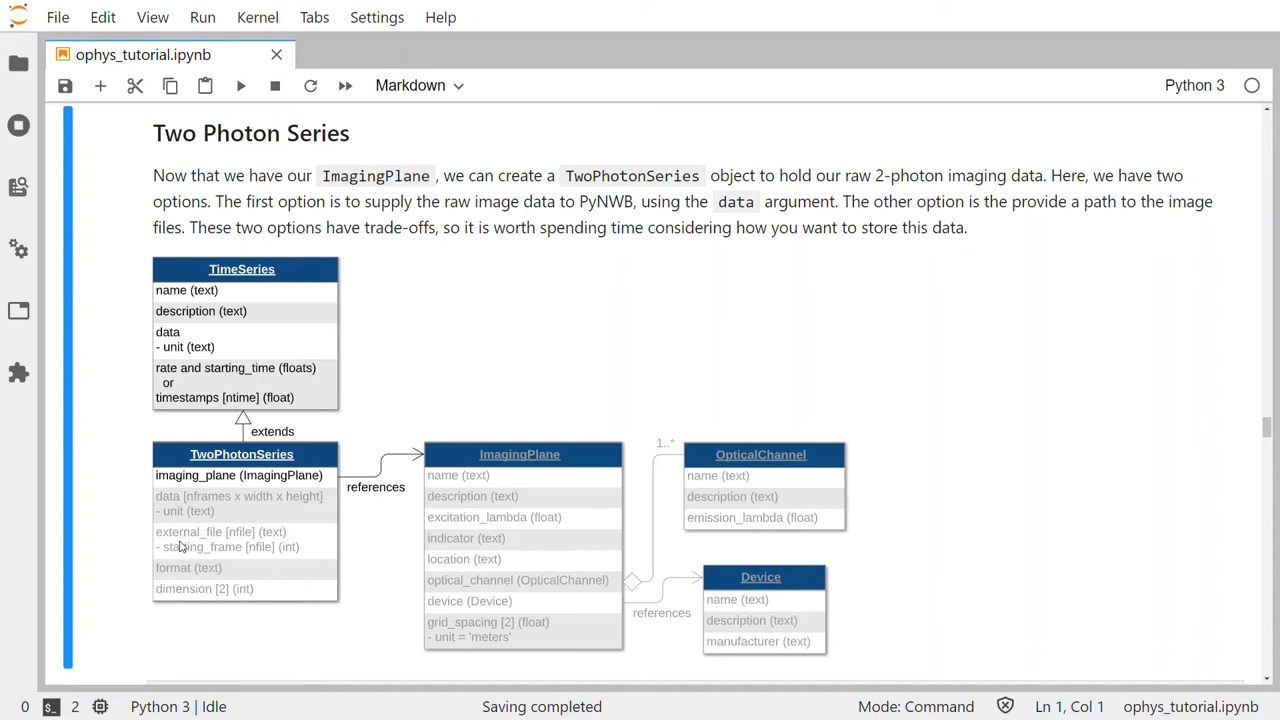 File Edit View Run Kernel Tabs Settings Help
ophys_tutorial.ipynb
Markdown Python 3
Two Photon Series
Now that we have our ImagingPlane, we can create a TwoPhotonSeries object to hold our raw 2-photon imaging data. Here, we have two
options. The first option is to supply the raw image data to PyNWB, using the data argument. The other option is the provide a path to the image
files. These two options have trade-offs, so it is worth spending time considering how you want to store this data.
TimeSeries
name (text)
description (text)
data
- unit (text)
rate and starting_time (floats)
or
timestamps [ntime] (float)
extends
TwoPhotonSeries
imaging_plane (ImagingPlane)
data [nframes x width x height]
- unit (text)
external_file [nfile] (text)
- starting_frame [nfile] (int)
format (text)
dimension [2] (int)
references
ImagingPlane
name (text)
description (text)
excitation_lambda (float)
indicator (text)
location (text)
optical_channel (OpticalChannel)
device (Device)
grid_spacing [2] (float)
- unit = 'meters'
1..*
references
OpticalChannel
name (text)
description (text)
emission_lambda (float)
Device
name (text)
description (text)
manufacturer (text)
0 $_ 2 Python 3 | Idle Saving completed Mode: Command Ln 1, Col 1 ophys_tutorial.ipynb